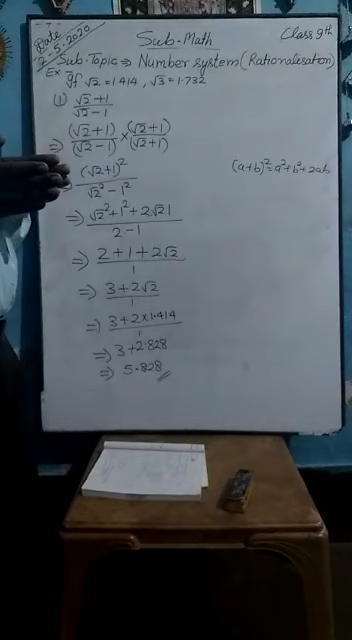 Date
2-5-2020
Sub-Math
Class 9th
Sub-Topic ⇒ Number system (Rationalisation)
Ex If √2 = 1.414, √3 = 1.732
(1) √2+1 / √2-1
⇒ (√2+1) / (√2-1) × (√2+1) / (√2+1)
(√2+1)² / √2² - 1²
(a+b)² = a²+b²+2ab
⇒ √2²+1²+2√21 / 2-1
⇒ 2+1+2√2 / 1
⇒ 3+2√2 / 1
⇒ 3+2×1.414 / 1
⇒ 3+2.828
⇒ 5.828